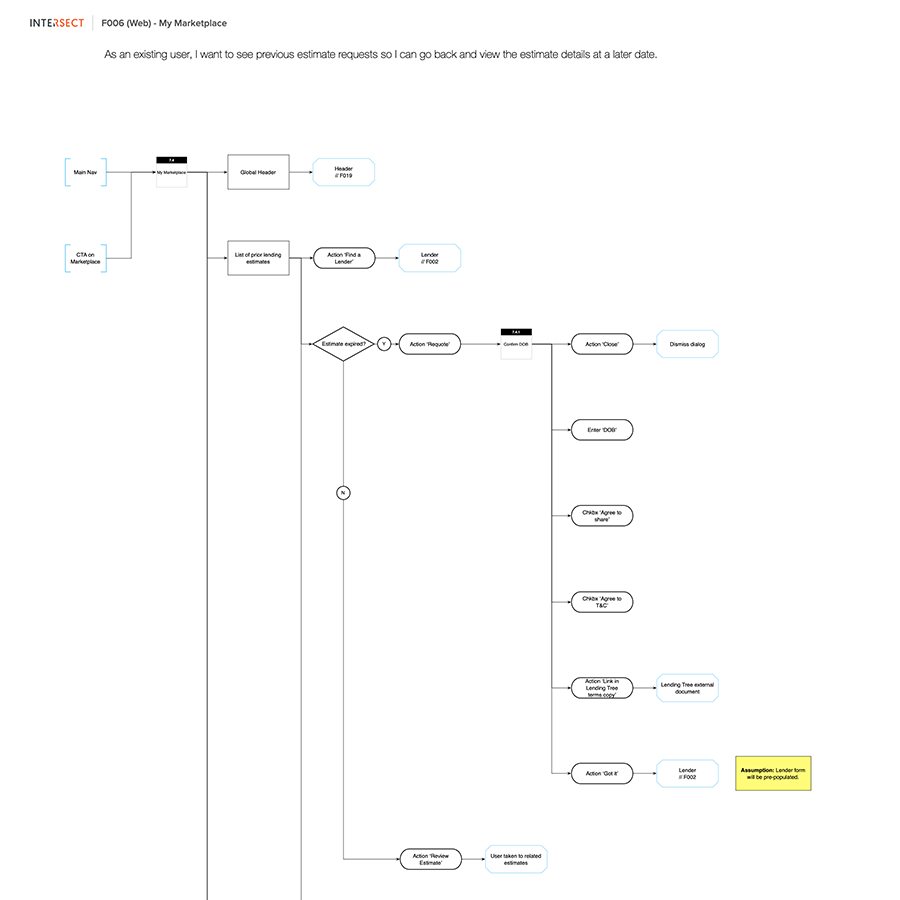 INTERSECT
F006 (Web) - My Marketplace
As an existing user, I want to see previous estimate requests so I can go back and view the estimate details at a later date.
Main Nav
7.4
My Marketplace
Global Header
Header
// F019
CTA on
Marketplace
List of prior lending
estimates
Action 'Find a
Lender'
Lender
// F002
Estimate expired?
Y
Action 'Requote'
7.4.1
Confirm DOB
Action 'Close'
Dismiss dialog
Enter 'DOB'
N
Chkbx 'Agree to
share'
Chkbx 'Agree to
T&C'
Action 'Link in
Lending Tree
terms copy'
Lending Tree external
document
Action 'Got it'
Lender
// F002
Assumption: Lender form
will be pre-populated.
Action 'Review
Estimate'
User taken to related
estimates